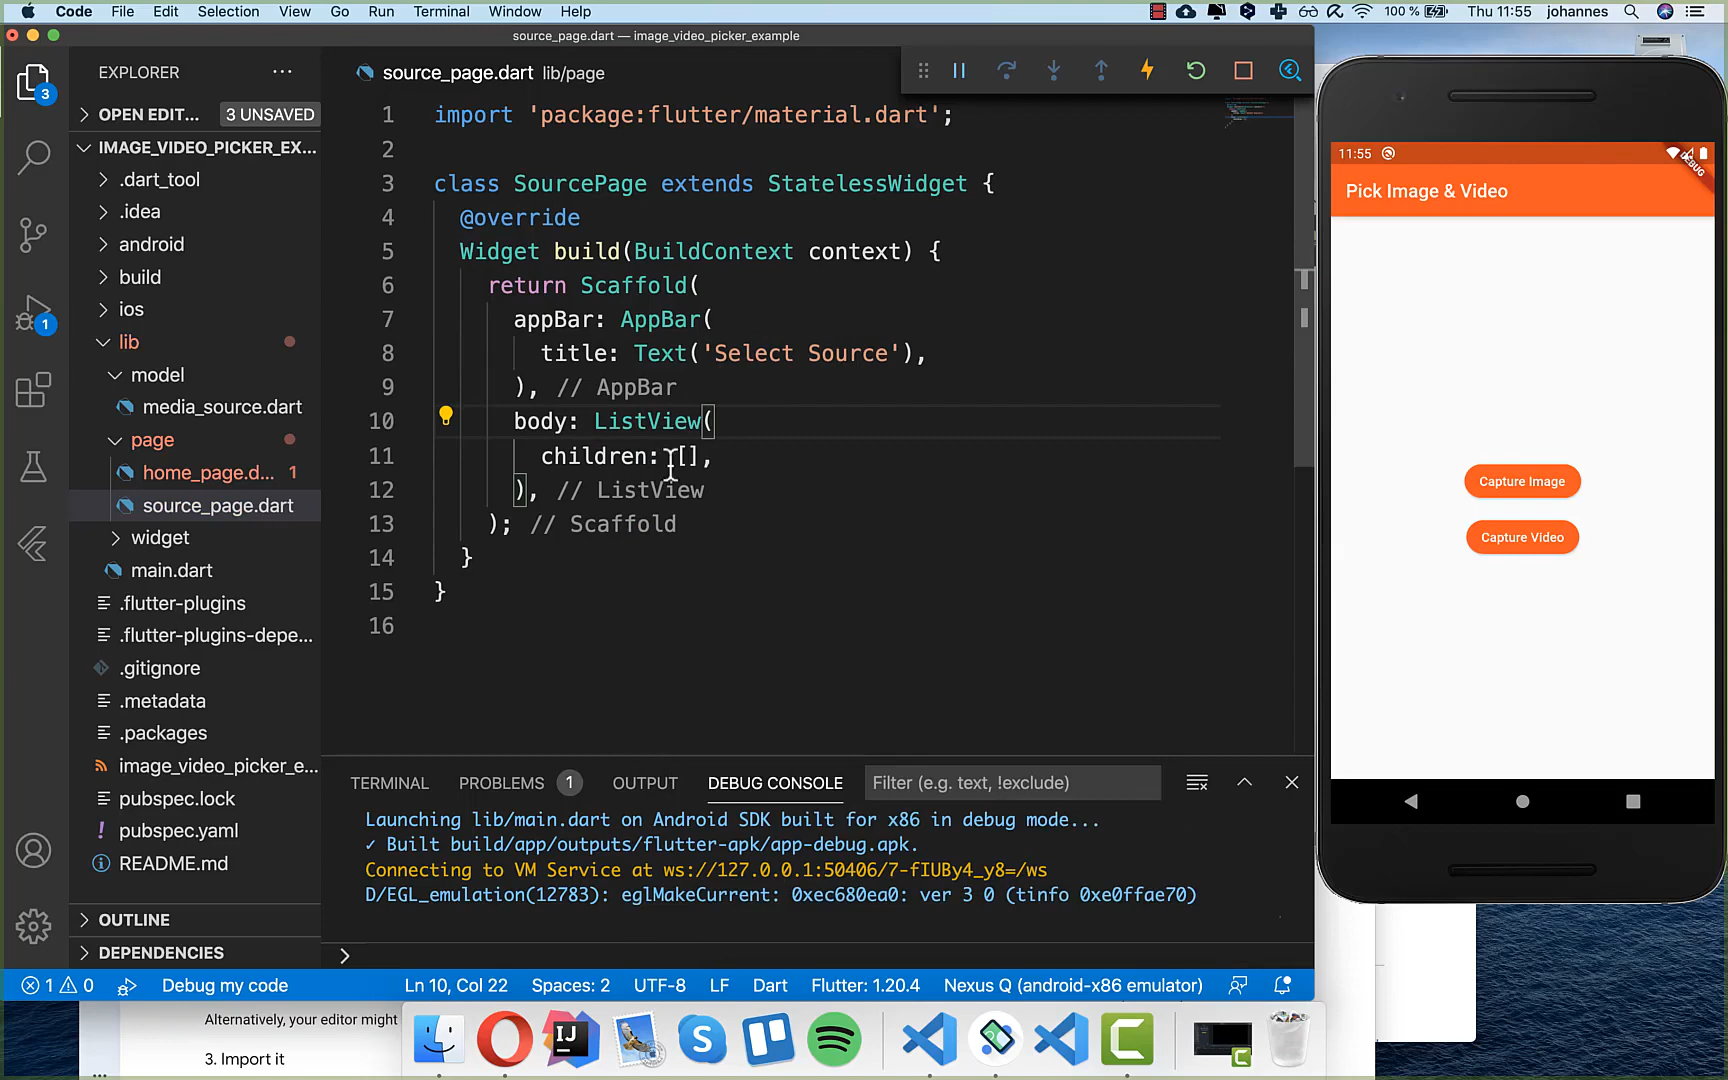 Code File Edit Selection View Go Run Terminal Window Help 100 % Thu 11:55 johannes
source_page.dart — image_video_picker_example
EXPLORER
source_page.dart lib/page
OPEN EDIT... 3 UNSAVED
IMAGE_VIDEO_PICKER_EX...
.dart_tool
.idea
android
build
ios
lib
model
media_source.dart
page
home_page.d... 1
source_page.dart
widget
main.dart
.flutter-plugins
.flutter-plugins-depe...
.gitignore
.metadata
.packages
image_video_picker_e...
pubspec.lock
pubspec.yaml
README.md
OUTLINE
DEPENDENCIES
3
1
1 import 'package:flutter/material.dart';
2
3 class SourcePage extends StatelessWidget {
4 @override
5 Widget build(BuildContext context) {
6 return Scaffold(
7 appBar: AppBar(
8 title: Text('Select Source'),
9 ), // AppBar
10 body: ListView(
11 children: [],
12 ), // ListView
13 ); // Scaffold
14 }
15 }
16
TERMINAL PROBLEMS 1 OUTPUT DEBUG CONSOLE Filter (e.g. text, !exclude)
Launching lib/main.dart on Android SDK built for x86 in debug mode...
✓ Built build/app/outputs/flutter-apk/app-debug.apk.
Connecting to VM Service at ws://127.0.0.1:50406/7-fIUBy4_y8=/ws
D/EGL_emulation(12783): eglMakeCurrent: 0xec680ea0: ver 3 0 (tinfo 0xe0ffae70)
1 0 Debug my code Ln 10, Col 22 Spaces: 2 UTF-8 LF Dart Flutter: 1.20.4 Nexus Q (android-x86 emulator)
11:55
DEBUG
Pick Image & Video
Capture Image
Capture Video
Alternatively, your editor might
3. Import it